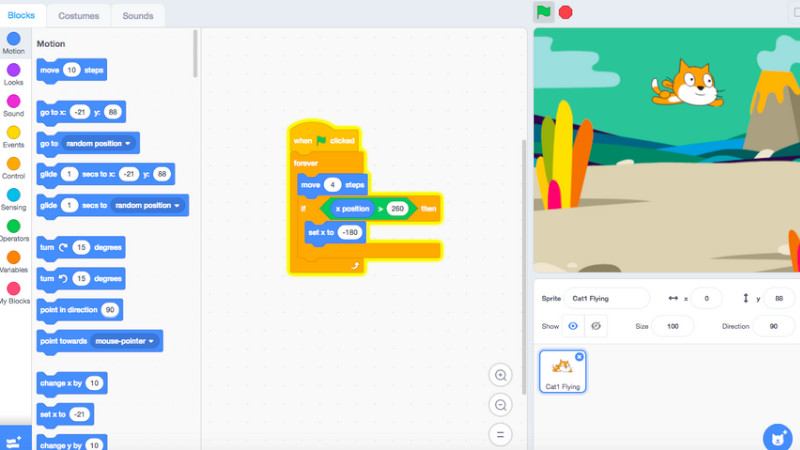 Blocks
Costumes
Sounds
Motion
Looks
Sound
Events
Control
Sensing
Operators
Variables
My Blocks
Motion
move 10 steps
go to x: -21 y: 88
go to random position
glide 1 secs to x: -21 y: 88
glide 1 secs to random position
turn 15 degrees
turn 15 degrees
point in direction 90
point towards mouse-pointer
change x by 10
set x to -21
change y by 10
when clicked
forever
move 4 steps
if x position > 260 then
set x to -180
Sprite Cat1 Flying x 0 y 88
Show Size 100 Direction 90
Cat1 Flying